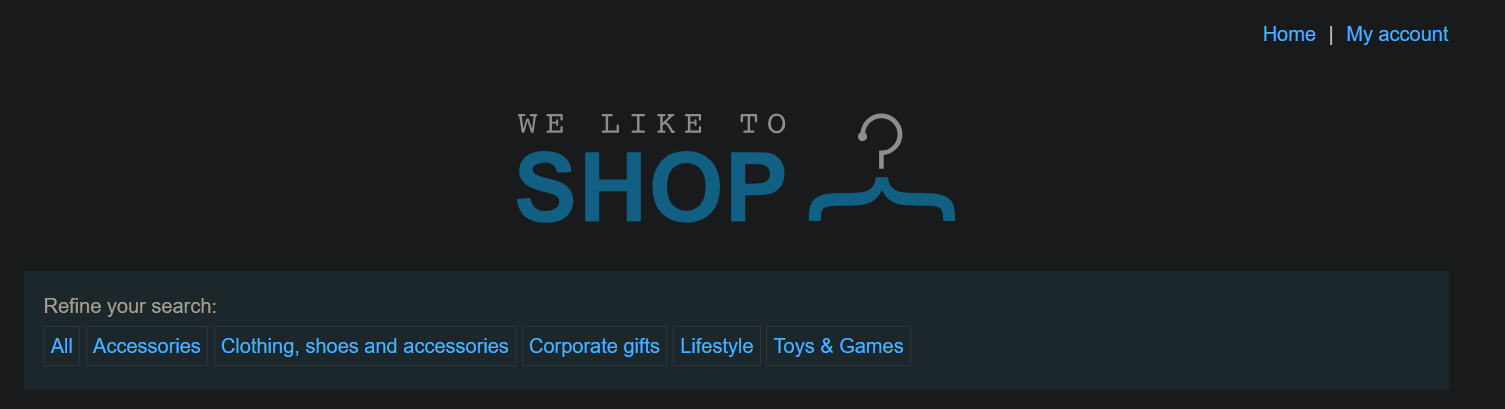 Home | My account
WE LIKE TO
SHOP
Refine your search:
All Accessories Clothing, shoes and accessories Corporate gifts Lifestyle Toys & Games